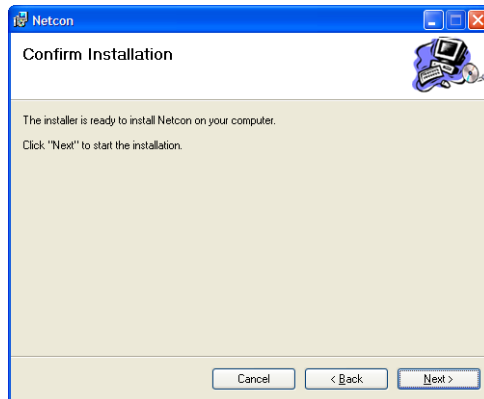 Netcon
Confirm Installation
The installer is ready to install Netcon on your computer.
Click "Next" to start the installation.
Cancel
< Back
Next >